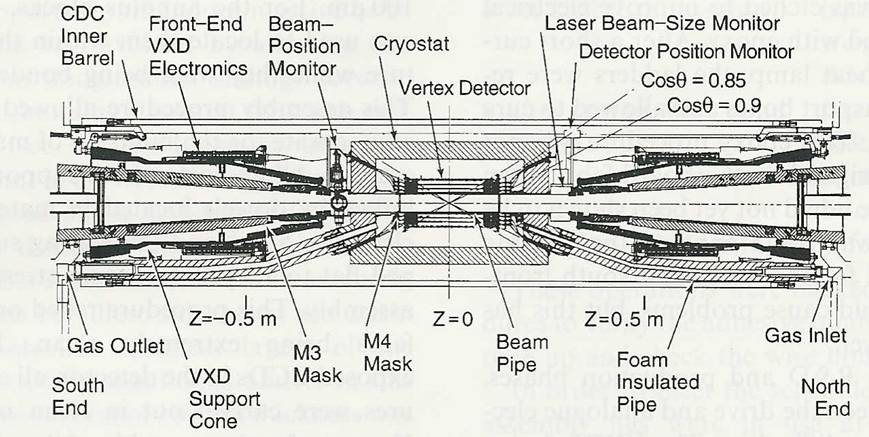 CDC
Inner
Barrel
Front–End
VXD
Electronics
Beam–
Position
Monitor
Cryostat
Vertex Detector
Laser Beam–Size Monitor
Detector Position Monitor
Cosθ = 0.85
Cosθ = 0.9
Z=–0.5 m
Z=0
Z=0.5 m
Gas Outlet
South
End
VXD
Support
Cone
M3
Mask
M4
Mask
Beam
Pipe
Foam
Insulated
Pipe
Gas Inlet
North
End